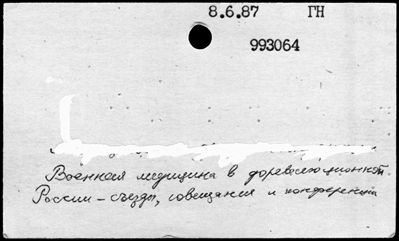 8.6.87 ГН
993064
Военная медицина в дореволюционной
России – съезды, совещания и конференции